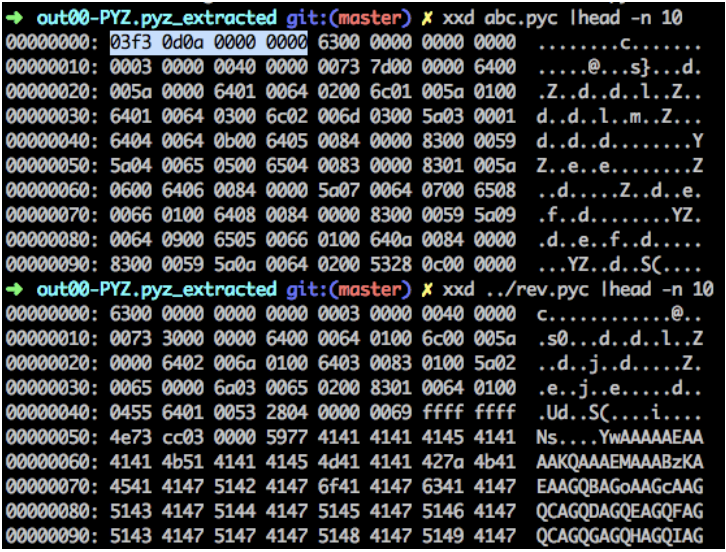 ➜ out00-PYZ.pyz_extracted git:(master) ✗ xxd abc.pyc |head -n 10
00000000: 03f3 0d0a 0000 0000 6300 0000 0000 0000 ........c.......
00000010: 0003 0000 0040 0000 0073 7d00 0000 6400 .....@...s}...d.
00000020: 005a 0000 6401 0064 0200 6c01 005a 0100 .Z..d..d..l..Z..
00000030: 6401 0064 0300 6c02 006d 0300 5a03 0001 d..d..l..m..Z...
00000040: 6404 0064 0b00 6405 0084 0000 8300 0059 d..d..d........Y
00000050: 5a04 0065 0500 6504 0083 0000 8301 005a Z..e..e........Z
00000060: 0600 6406 0084 0000 5a07 0064 0700 6508 ..d.....Z..d..e.
00000070: 0066 0100 6408 0084 0000 8300 0059 5a09 .f..d........YZ.
00000080: 0064 0900 6505 0066 0100 640a 0084 0000 .d..e..f..d.....
00000090: 8300 0059 5a0a 0064 0200 5328 0c00 0000 ...YZ..d..S(....
➜ out00-PYZ.pyz_extracted git:(master) ✗ xxd ../rev.pyc |head -n 10
00000000: 6300 0000 0000 0000 0003 0000 0040 0000 c............@..
00000010: 0073 3000 0000 6400 0064 0100 6c00 005a .s0...d..d..l..Z
00000020: 0000 6402 006a 0100 6403 0083 0100 5a02 ..d..j..d.....Z.
00000030: 0065 0000 6a03 0065 0200 8301 0064 0100 .e..j..e.....d..
00000040: 0455 6401 0053 2804 0000 0069 ffff ffff .Ud..S(....i....
00000050: 4e73 cc03 0000 5977 4141 4141 4145 4141 Ns....YwAAAAAEAA
00000060: 4141 4b51 4141 4145 4d41 4141 427a 4b41 AAKQAAAEMAAABzKA
00000070: 4541 4147 5142 4147 6f41 4147 6341 4147 EAAGQBAGoAAGcAAG
00000080: 5143 4147 5144 4147 5145 4147 5146 4147 QCAGQDAGQEAGQFAG
00000090: 5143 4147 5147 4147 5148 4147 5149 4147 QCAGQGAGQHAGQIAG